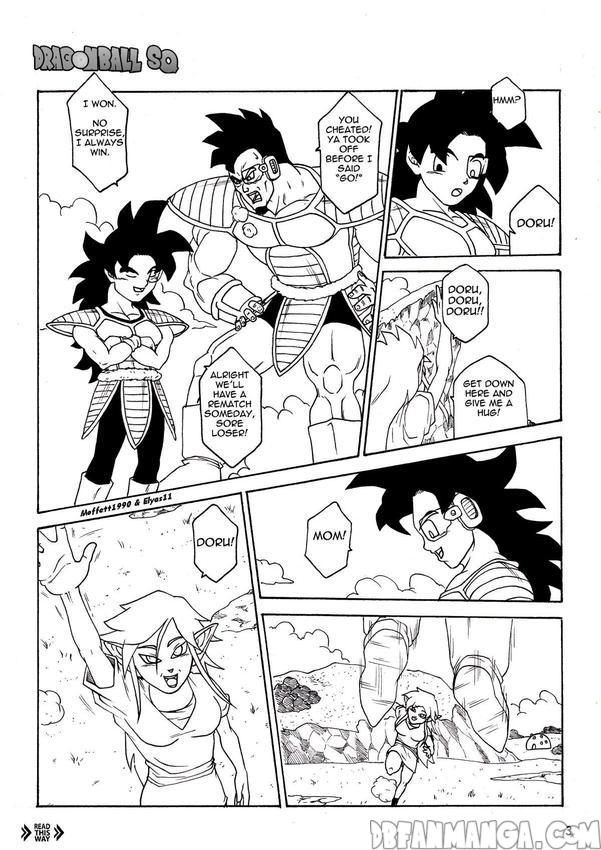 DRAGONBALL SQ
I WON.
NO
SURPRISE,
I ALWAYS
WIN.
YOU
CHEATED!
YA TOOK
OFF
BEFORE I
SAID
"GO!"
ALRIGHT
WE'LL
HAVE A
REMATCH
SOMEDAY,
SORE
LOSER!
HMM?
DORU!
DORU,
DORU,
DORU!!
GET DOWN
HERE AND
GIVE ME
A HUG!
Moffett1990 & Elyas11
DORU!
MOM!
READ
THIS
WAY
3
DBFANMANGA.COM